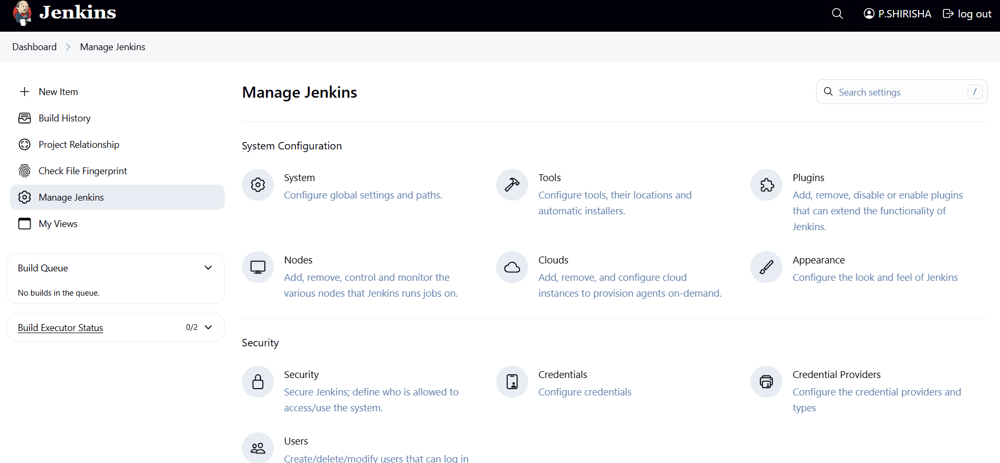 Jenkins
P.SHIRISHA
log out
Dashboard
Manage Jenkins
New Item
Build History
Project Relationship
Check File Fingerprint
Manage Jenkins
My Views
Build Queue
No builds in the queue.
Build Executor Status
0/2
Manage Jenkins
Search settings
/
System Configuration
System
Configure global settings and paths.
Tools
Configure tools, their locations and
automatic installers.
Plugins
Add, remove, disable or enable plugins
that can extend the functionality of
Jenkins.
Nodes
Add, remove, control and monitor the
various nodes that Jenkins runs jobs on.
Clouds
Add, remove, and configure cloud
instances to provision agents on-demand.
Appearance
Configure the look and feel of Jenkins
Security
Security
Secure Jenkins; define who is allowed to
access/use the system.
Credentials
Configure credentials
Credential Providers
Configure the credential providers and
types
Users
Create/delete/modify users that can log in